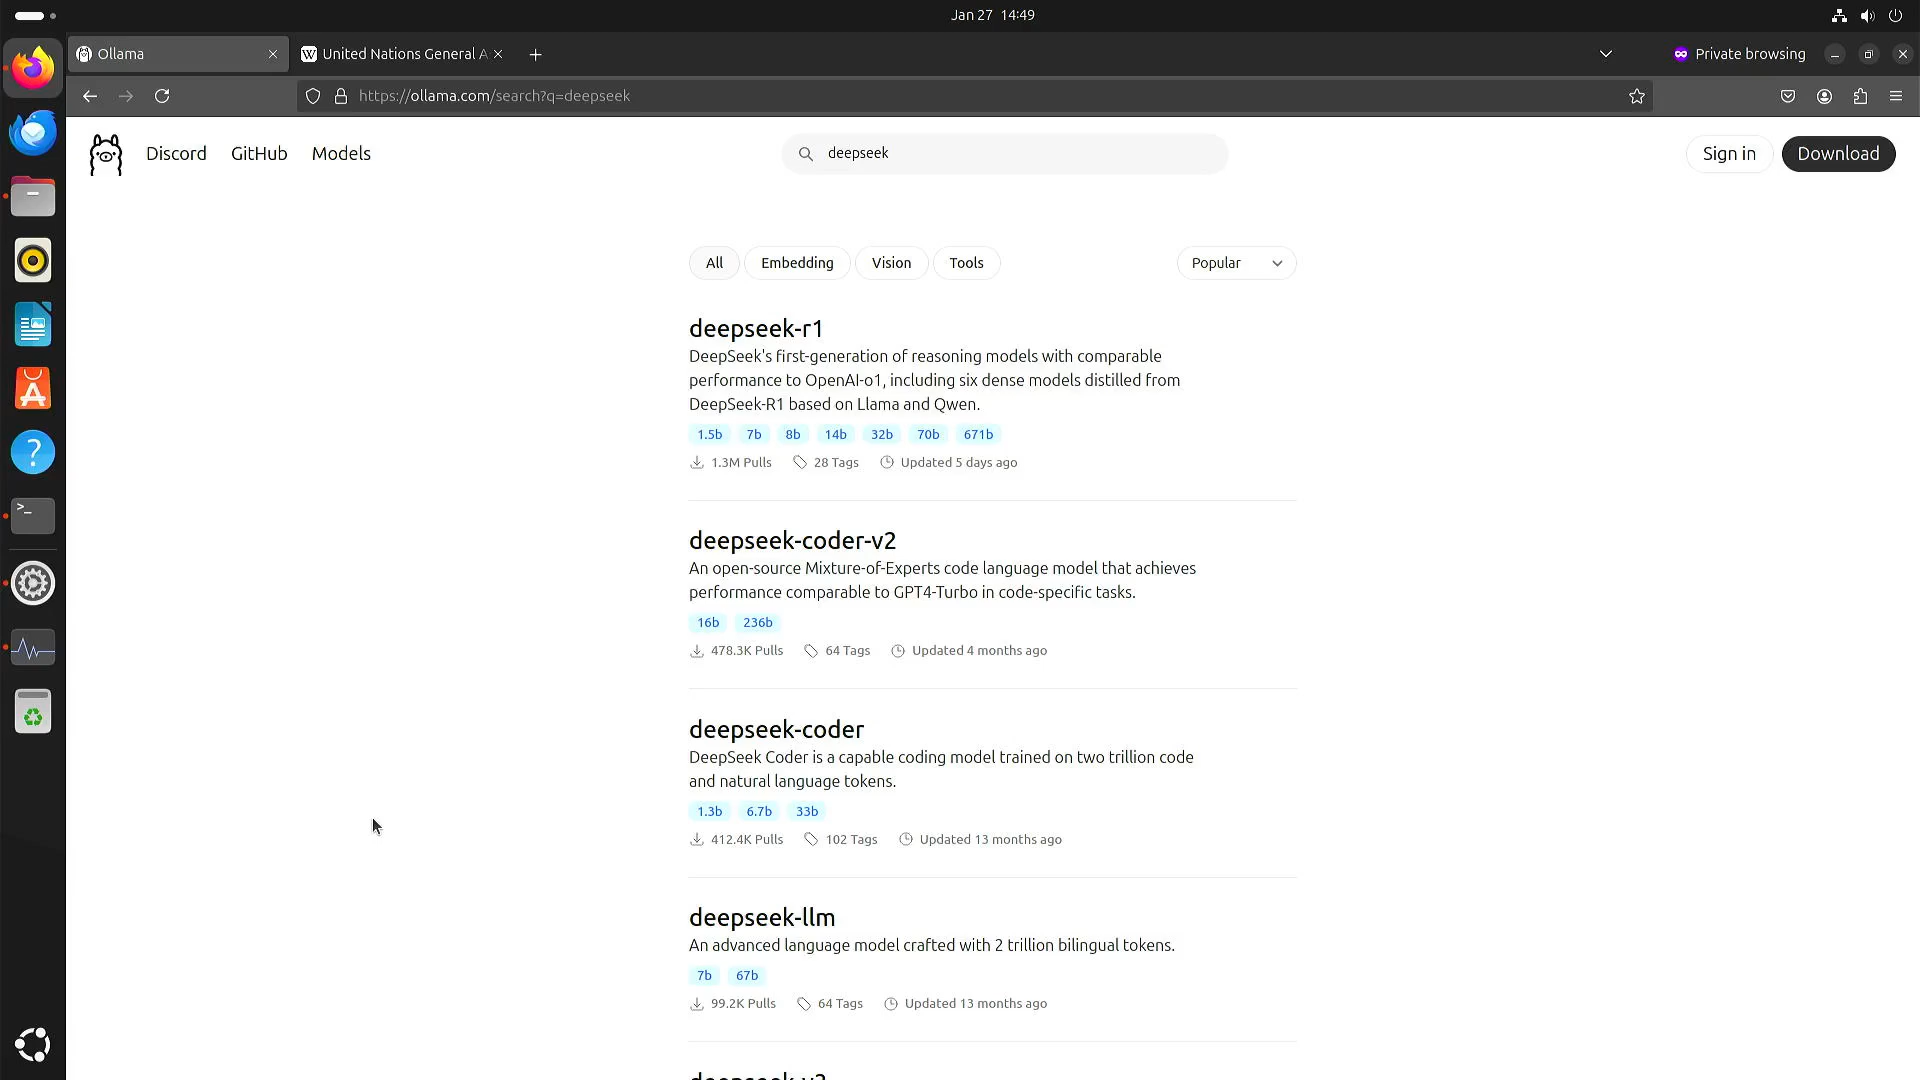 Jan 27 14:49
Ollama
United Nations General A
Private browsing
https://ollama.com/search?q=deepseek
Discord GitHub Models
deepseek
Sign in
Download
All Embedding Vision Tools
Popular
deepseek-r1
DeepSeek's first-generation of reasoning models with comparable
performance to OpenAI-o1, including six dense models distilled from
DeepSeek-R1 based on Llama and Qwen.
1.5b 7b 8b 14b 32b 70b 671b
1.3M Pulls 28 Tags Updated 5 days ago
deepseek-coder-v2
An open-source Mixture-of-Experts code language model that achieves
performance comparable to GPT4-Turbo in code-specific tasks.
16b 236b
478.3K Pulls 64 Tags Updated 4 months ago
deepseek-coder
DeepSeek Coder is a capable coding model trained on two trillion code
and natural language tokens.
1.3b 6.7b 33b
412.4K Pulls 102 Tags Updated 13 months ago
deepseek-llm
An advanced language model crafted with 2 trillion bilingual tokens.
7b 67b
99.2K Pulls 64 Tags Updated 13 months ago